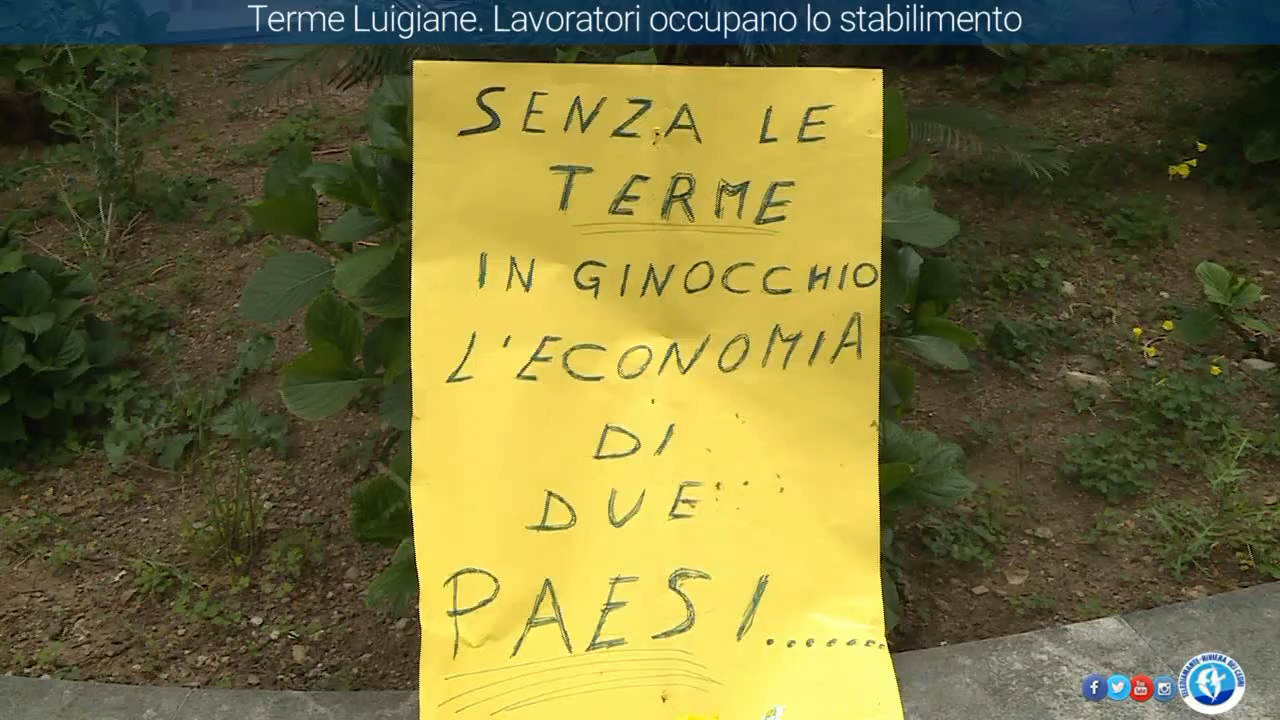 Terme Luigiane. Lavoratori occupano lo stabilimento
SENZA LE
TERME
IN GINOCCHIO
L'ECONOMIA
DI
DUE
PAESI.......